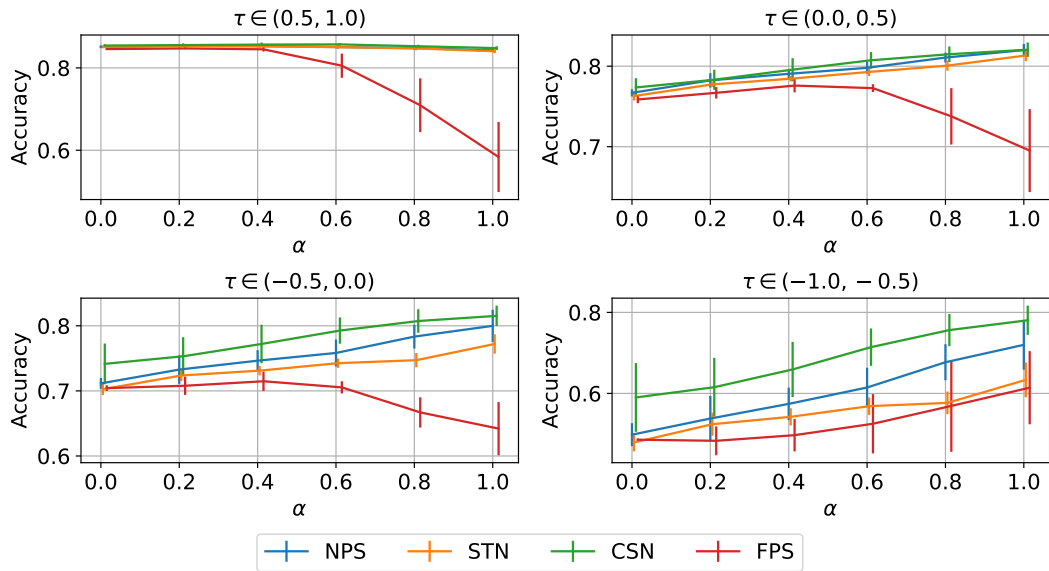 τ ∈ (0.5, 1.0)
Accuracy
0.8
0.6
0.0 0.2 0.4 0.6 0.8 1.0
α
τ ∈ (0.0, 0.5)
Accuracy
0.8
0.7
0.0 0.2 0.4 0.6 0.8 1.0
α
τ ∈ (−0.5, 0.0)
Accuracy
0.8
0.7
0.6
0.0 0.2 0.4 0.6 0.8 1.0
α
τ ∈ (−1.0, −0.5)
Accuracy
0.8
0.6
0.0 0.2 0.4 0.6 0.8 1.0
α
NPS STN CSN FPS